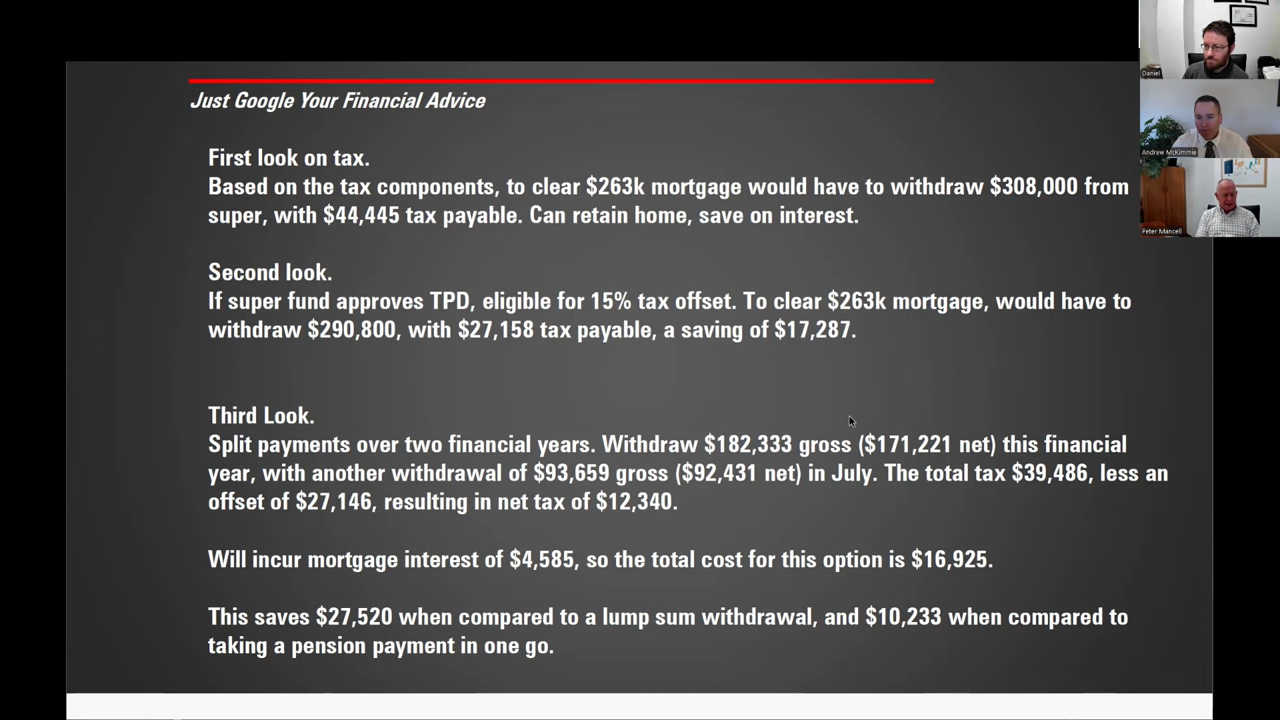 Just Google Your Financial Advice
First look on tax.
Based on the tax components, to clear $263k mortgage would have to withdraw $308,000 from
super, with $44,445 tax payable. Can retain home, save on interest.
Second look.
If super fund approves TPD, eligible for 15% tax offset. To clear $263k mortgage, would have to
withdraw $290,800, with $27,158 tax payable, a saving of $17,287.
Third Look.
Split payments over two financial years. Withdraw $182,333 gross ($171,221 net) this financial
year, with another withdrawal of $93,659 gross ($92,431 net) in July. The total tax $39,486, less an
offset of $27,146, resulting in net tax of $12,340.
Will incur mortgage interest of $4,585, so the total cost for this option is $16,925.
This saves $27,520 when compared to a lump sum withdrawal, and $10,233 when compared to
taking a pension payment in one go.
Daniel
Andrew McKimmie
Peter Mancell